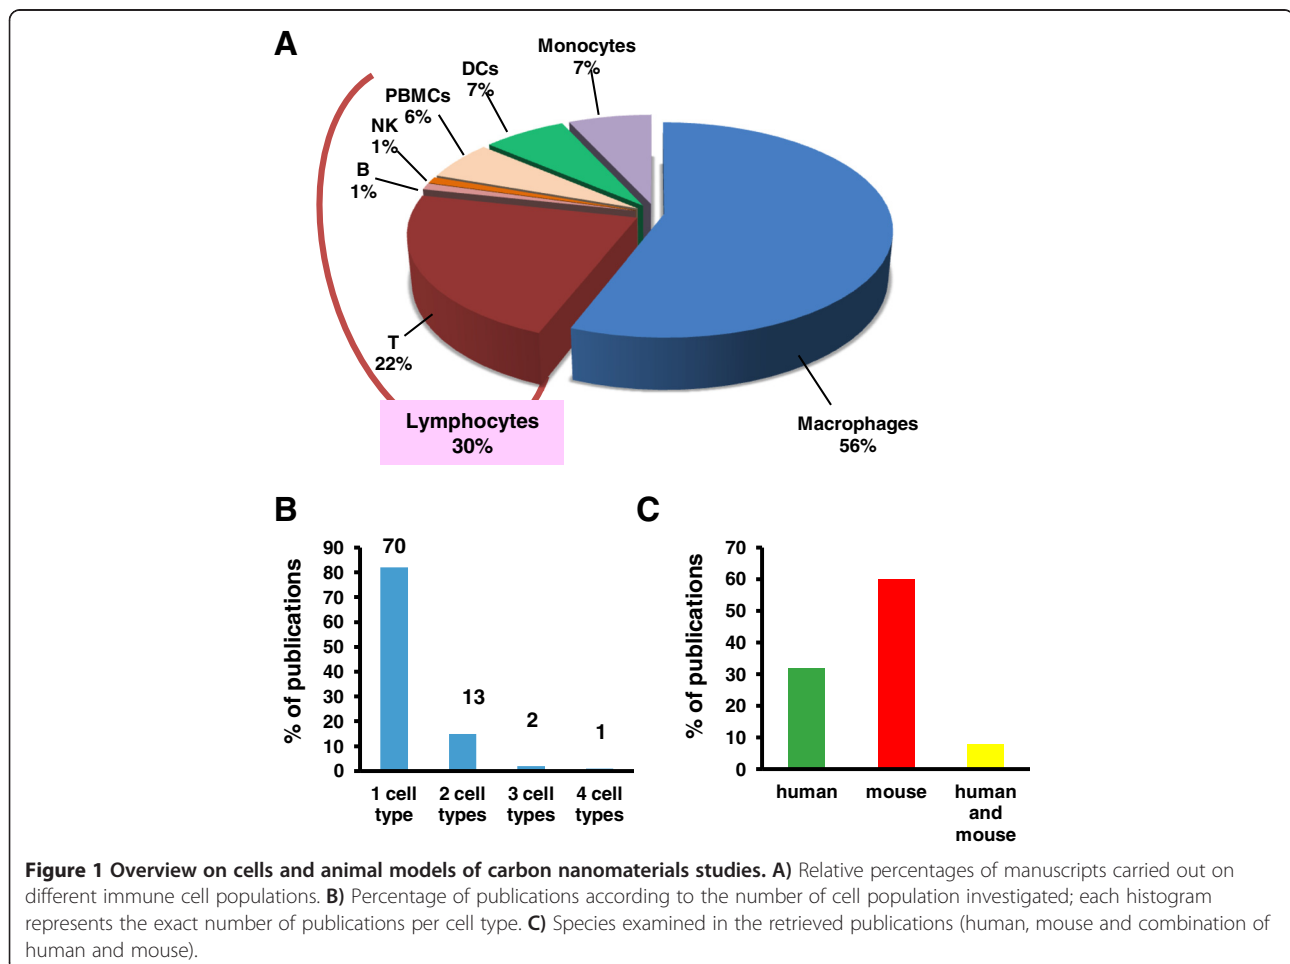 A
Monocytes
7%
DCs
7%
PBMCs
6%
NK
1%
B
1%
T
22%
Lymphocytes
30%
Macrophages
56%
B
% of publications
90
80
70
60
50
40
30
20
10
0
70
13
2
1
1 cell
type
2 cell
types
3 cell
types
4 cell
types
C
% of publications
70
60
50
40
30
20
10
0
human
mouse
human
and
mouse
Figure 1 Overview on cells and animal models of carbon nanomaterials studies. A) Relative percentages of manuscripts carried out on
different immune cell populations. B) Percentage of publications according to the number of cell population investigated; each histogram
represents the exact number of publications per cell type. C) Species examined in the retrieved publications (human, mouse and combination of
human and mouse).